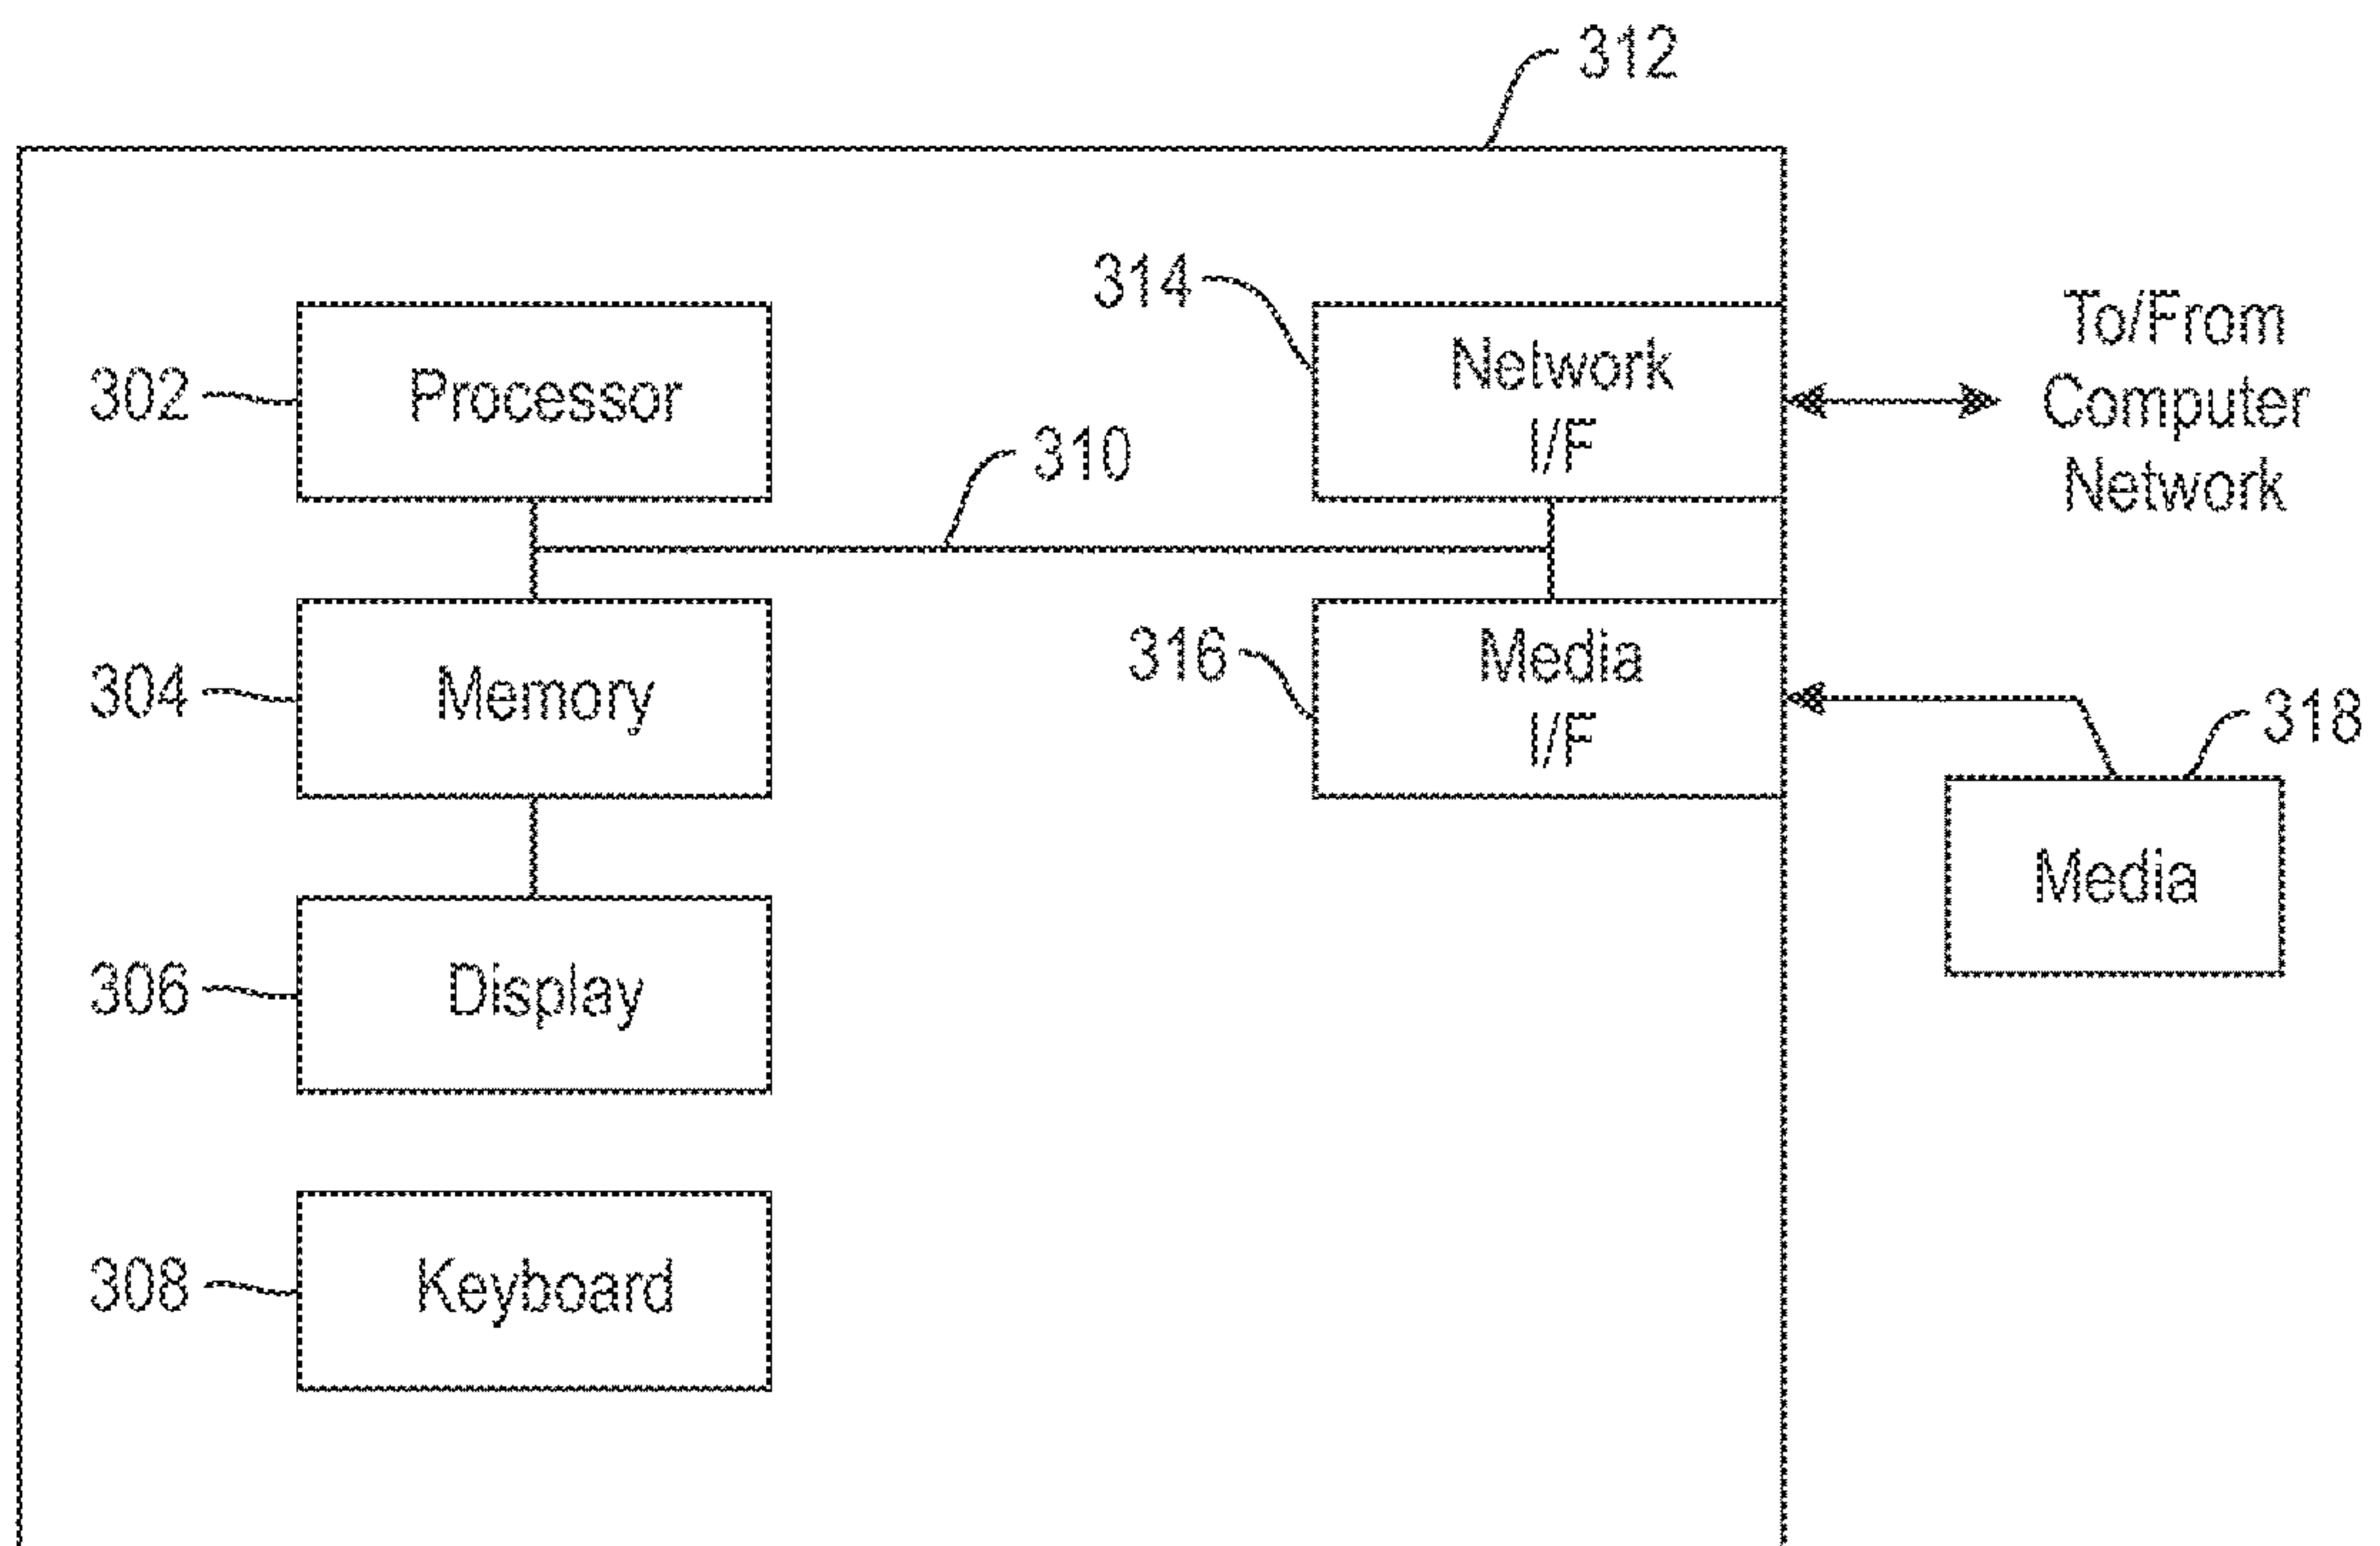 312
314
Network
I/F
To/From
Computer
Network
302
Processor
310
304
Memory
316
Media
I/F
318
Media
306
Display
308
Keyboard